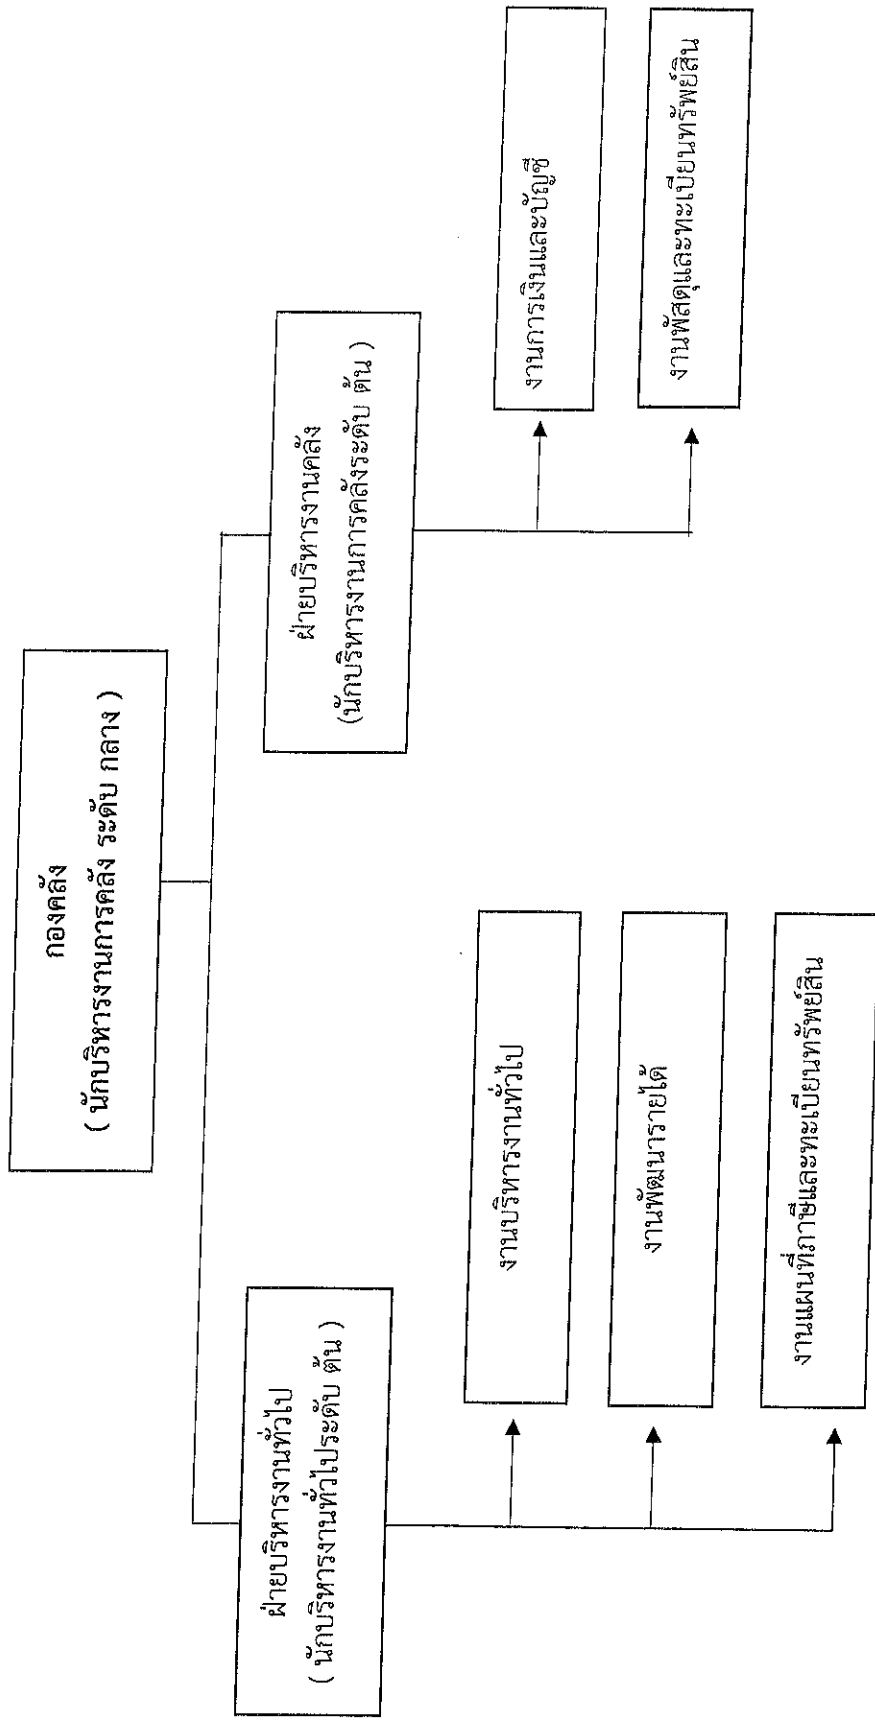 กองคลัง
( นักบริหารงานการคลัง ระดับ กลาง )
ฝ่ายบริหารงานทั่วไป
( นักบริหารงานทั่วไประดับ ต้น )
งานบริหารงานทั่วไป
งานพัฒนารายได้
งานแผนที่ภาษีและทะเบียนทรัพย์สิน
ฝ่ายบริหารงานคลัง
(นักบริหารงานการคลังระดับ ต้น )
งานการเงินและบัญชี
งานพัสดุและทะเบียนทรัพย์สิน